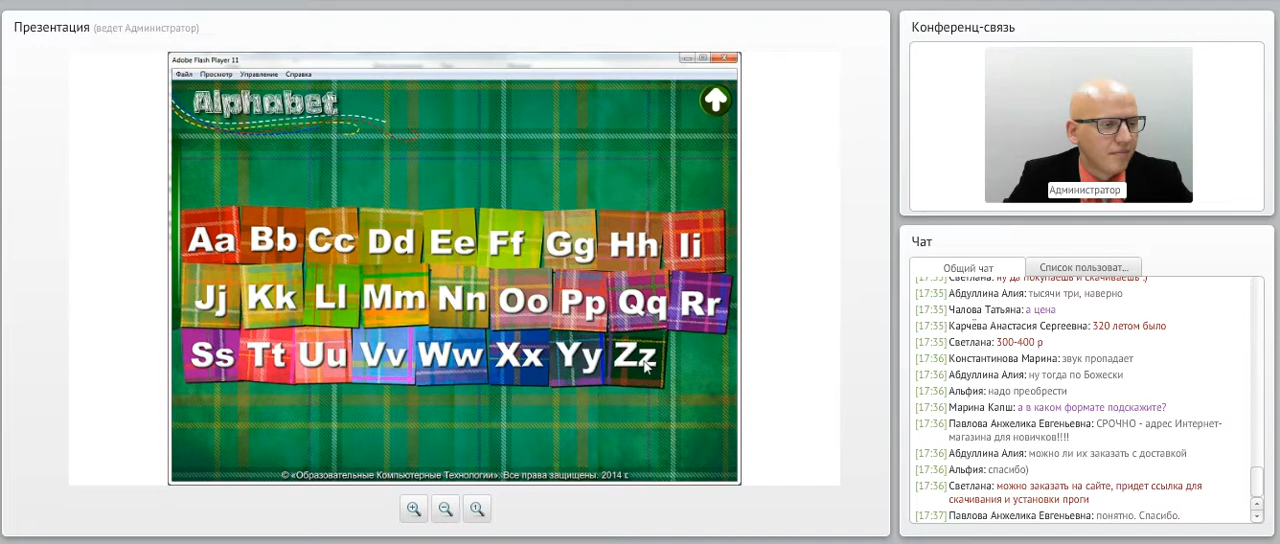 Презентация (ведет Администратор)
Adobe Flash Player 11
Файл Просмотр Управление Справка
Alphabet
Aa Bb Cc Dd Ee Ff Gg Hh Ii
Jj Kk Ll Mm Nn Oo Pp Qq Rr
Ss Tt Uu Vv Ww Xx Yy Zz
© «Образовательные Компьютерные Технологии». Все права защищены. 2014 г.
Конференц-связь
Администратор
Чат
Общий чат Список пользоват...
[17:35] Светлана: ну да покупаешь и скачиваешь :)
[17:35] Абдуллина Алия: тысячи три, наверно
[17:35] Чалова Татьяна: а цена
[17:35] Карчёва Анастасия Сергеевна: 320 летом было
[17:35] Светлана: 300-400 р
[17:36] Константинова Марина: звук пропадает
[17:36] Абдуллина Алия: ну тогда по Божески
[17:36] Альфия: надо преобрести
[17:36] Марина Капш: а в каком формате подскажите?
[17:36] Павлова Анжелика Евгеньевна: СРОЧНО - адрес Интернет-
магазина для новичков!!!!
[17:36] Абдуллина Алия: можно ли их заказать с доставкой
[17:36] Альфия: спасибо)
[17:36] Светлана: можно заказать на сайте, придет ссылка для
скачивания и установки проги
[17:37] Павлова Анжелика Евгеньевна: понятно. Спасибо.